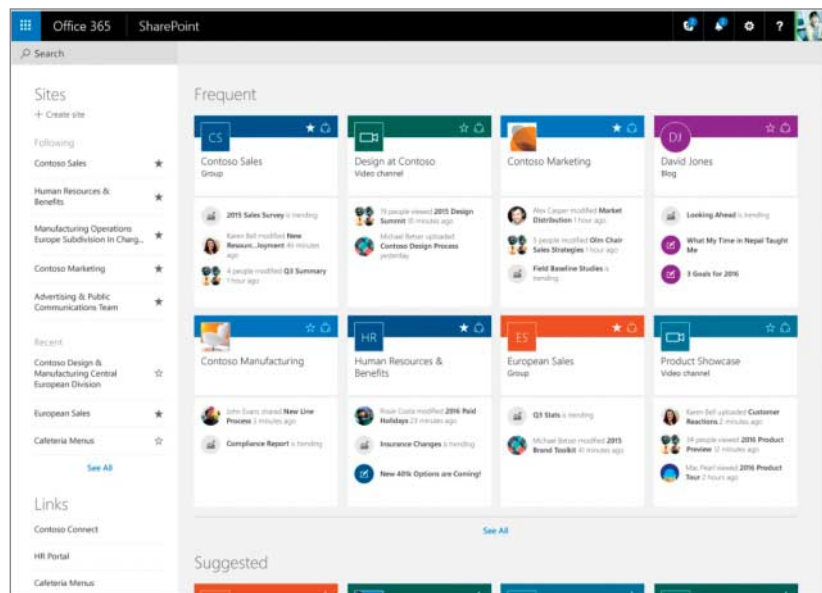 Office 365 SharePoint
?
Search
Sites
+ Create site
Following
Contoso Sales
Human Resources &
Benefits
Manufacturing Operations
Europe Subdivision In Charg...
Contoso Marketing
Advertising & Public
Communications Team
Recent
Contoso Design &
Manufacturing Central
European Division
European Sales
Cafeteria Menus
See All
Links
Contoso Connect
HR Portal
Cafeteria Menus
Frequent
CS
Contoso Sales
Group
2015 Sales Survey is trending
Karen Bell modified New
Resourc...Joyment 40 minutes
ago
4 people modified Q3 Summary
1 hour ago
Design at Contoso
Video channel
19 people viewed 2015 Design
Summit 15 minutes ago
Michael Betser uploaded
Contoso Design Process
yesterday
Contoso Marketing
Alex Casper modified Market
Distribution 1 hour ago
5 people modified Olm Chair
Sales Strategies 1 hour ago
Field Baseline Studies is
trending
DJ
David Jones
Blog
Looking Ahead is trending
What My Time in Nepal Taught
Me
3 Goals for 2016
Contoso Manufacturing
John Evans shared New Line
Process 3 minutes ago
Compliance Report is trending
HR
Human Resources &
Benefits
Rosie Costa modified 2016 Paid
Holidays 23 minutes ago
Insurance Changes is trending
New 401k Options are Coming!
ES
European Sales
Group
Q3 Stats is trending
Michael Betser modified 2015
Brand Toolkit 41 minutes ago
Product Showcase
Video channel
Karen Bell uploaded Customer
Reactions 2 minutes ago
34 people viewed 2016 Product
Preview 12 minutes ago
Mac Pearl viewed 2016 Product
Tour 2 hours ago
See All
Suggested